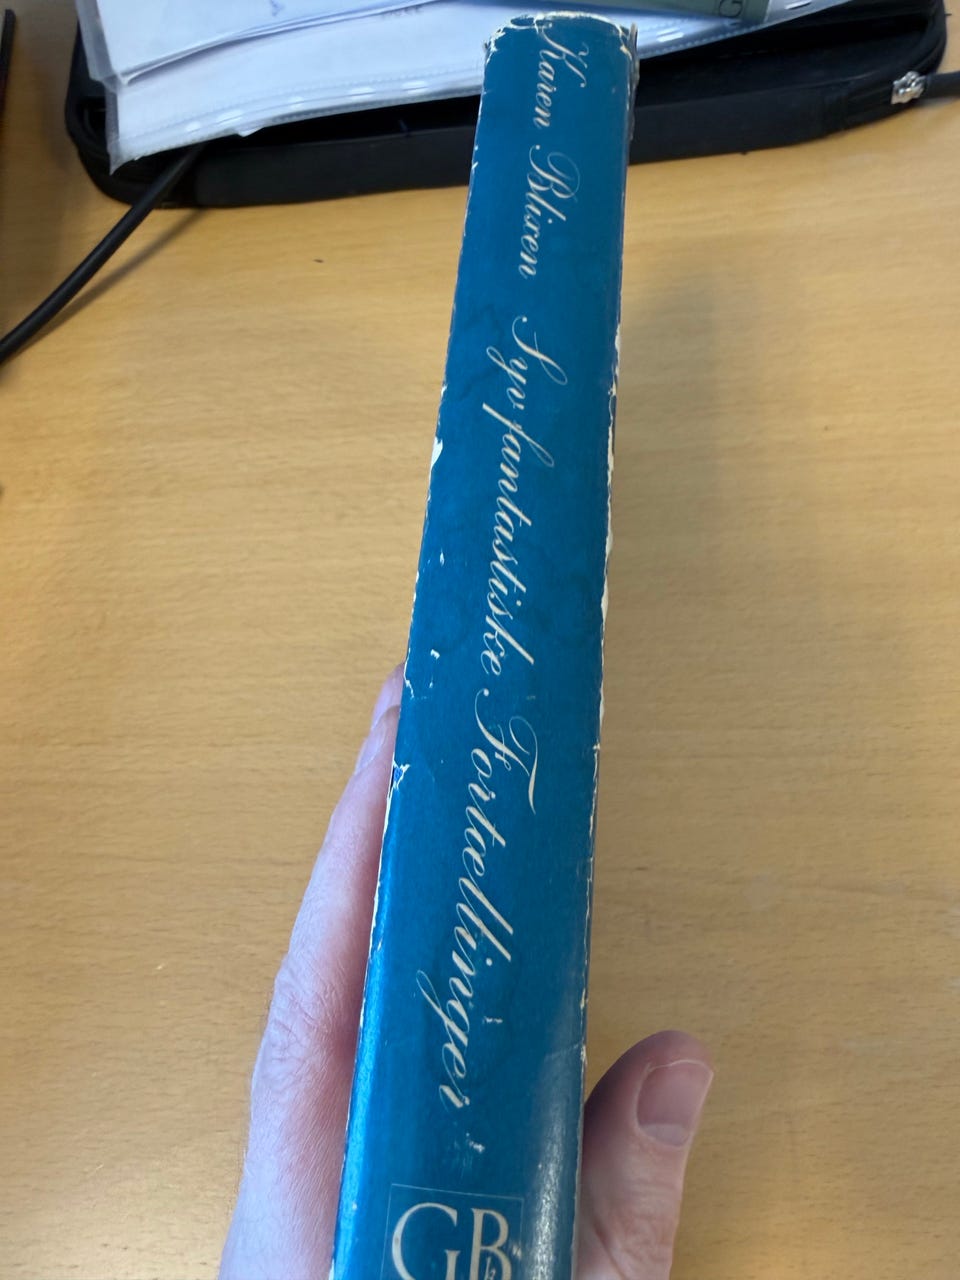 Karen Blixen Syv fantastiske Fortællinger
GB
G